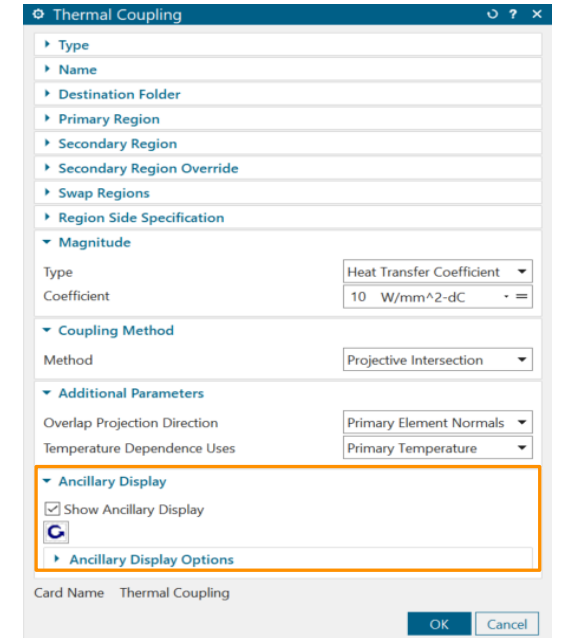 Thermal Coupling
Type
Name
Destination Folder
Primary Region
Secondary Region
Secondary Region Override
Swap Regions
Region Side Specification
Magnitude
Type Heat Transfer Coefficient
Coefficient 10 W/mm^2-dC
Coupling Method
Method Projective Intersection
Additional Parameters
Overlap Projection Direction Primary Element Normals
Temperature Dependence Uses Primary Temperature
Ancillary Display
Show Ancillary Display
Ancillary Display Options
Card Name Thermal Coupling
OK Cancel